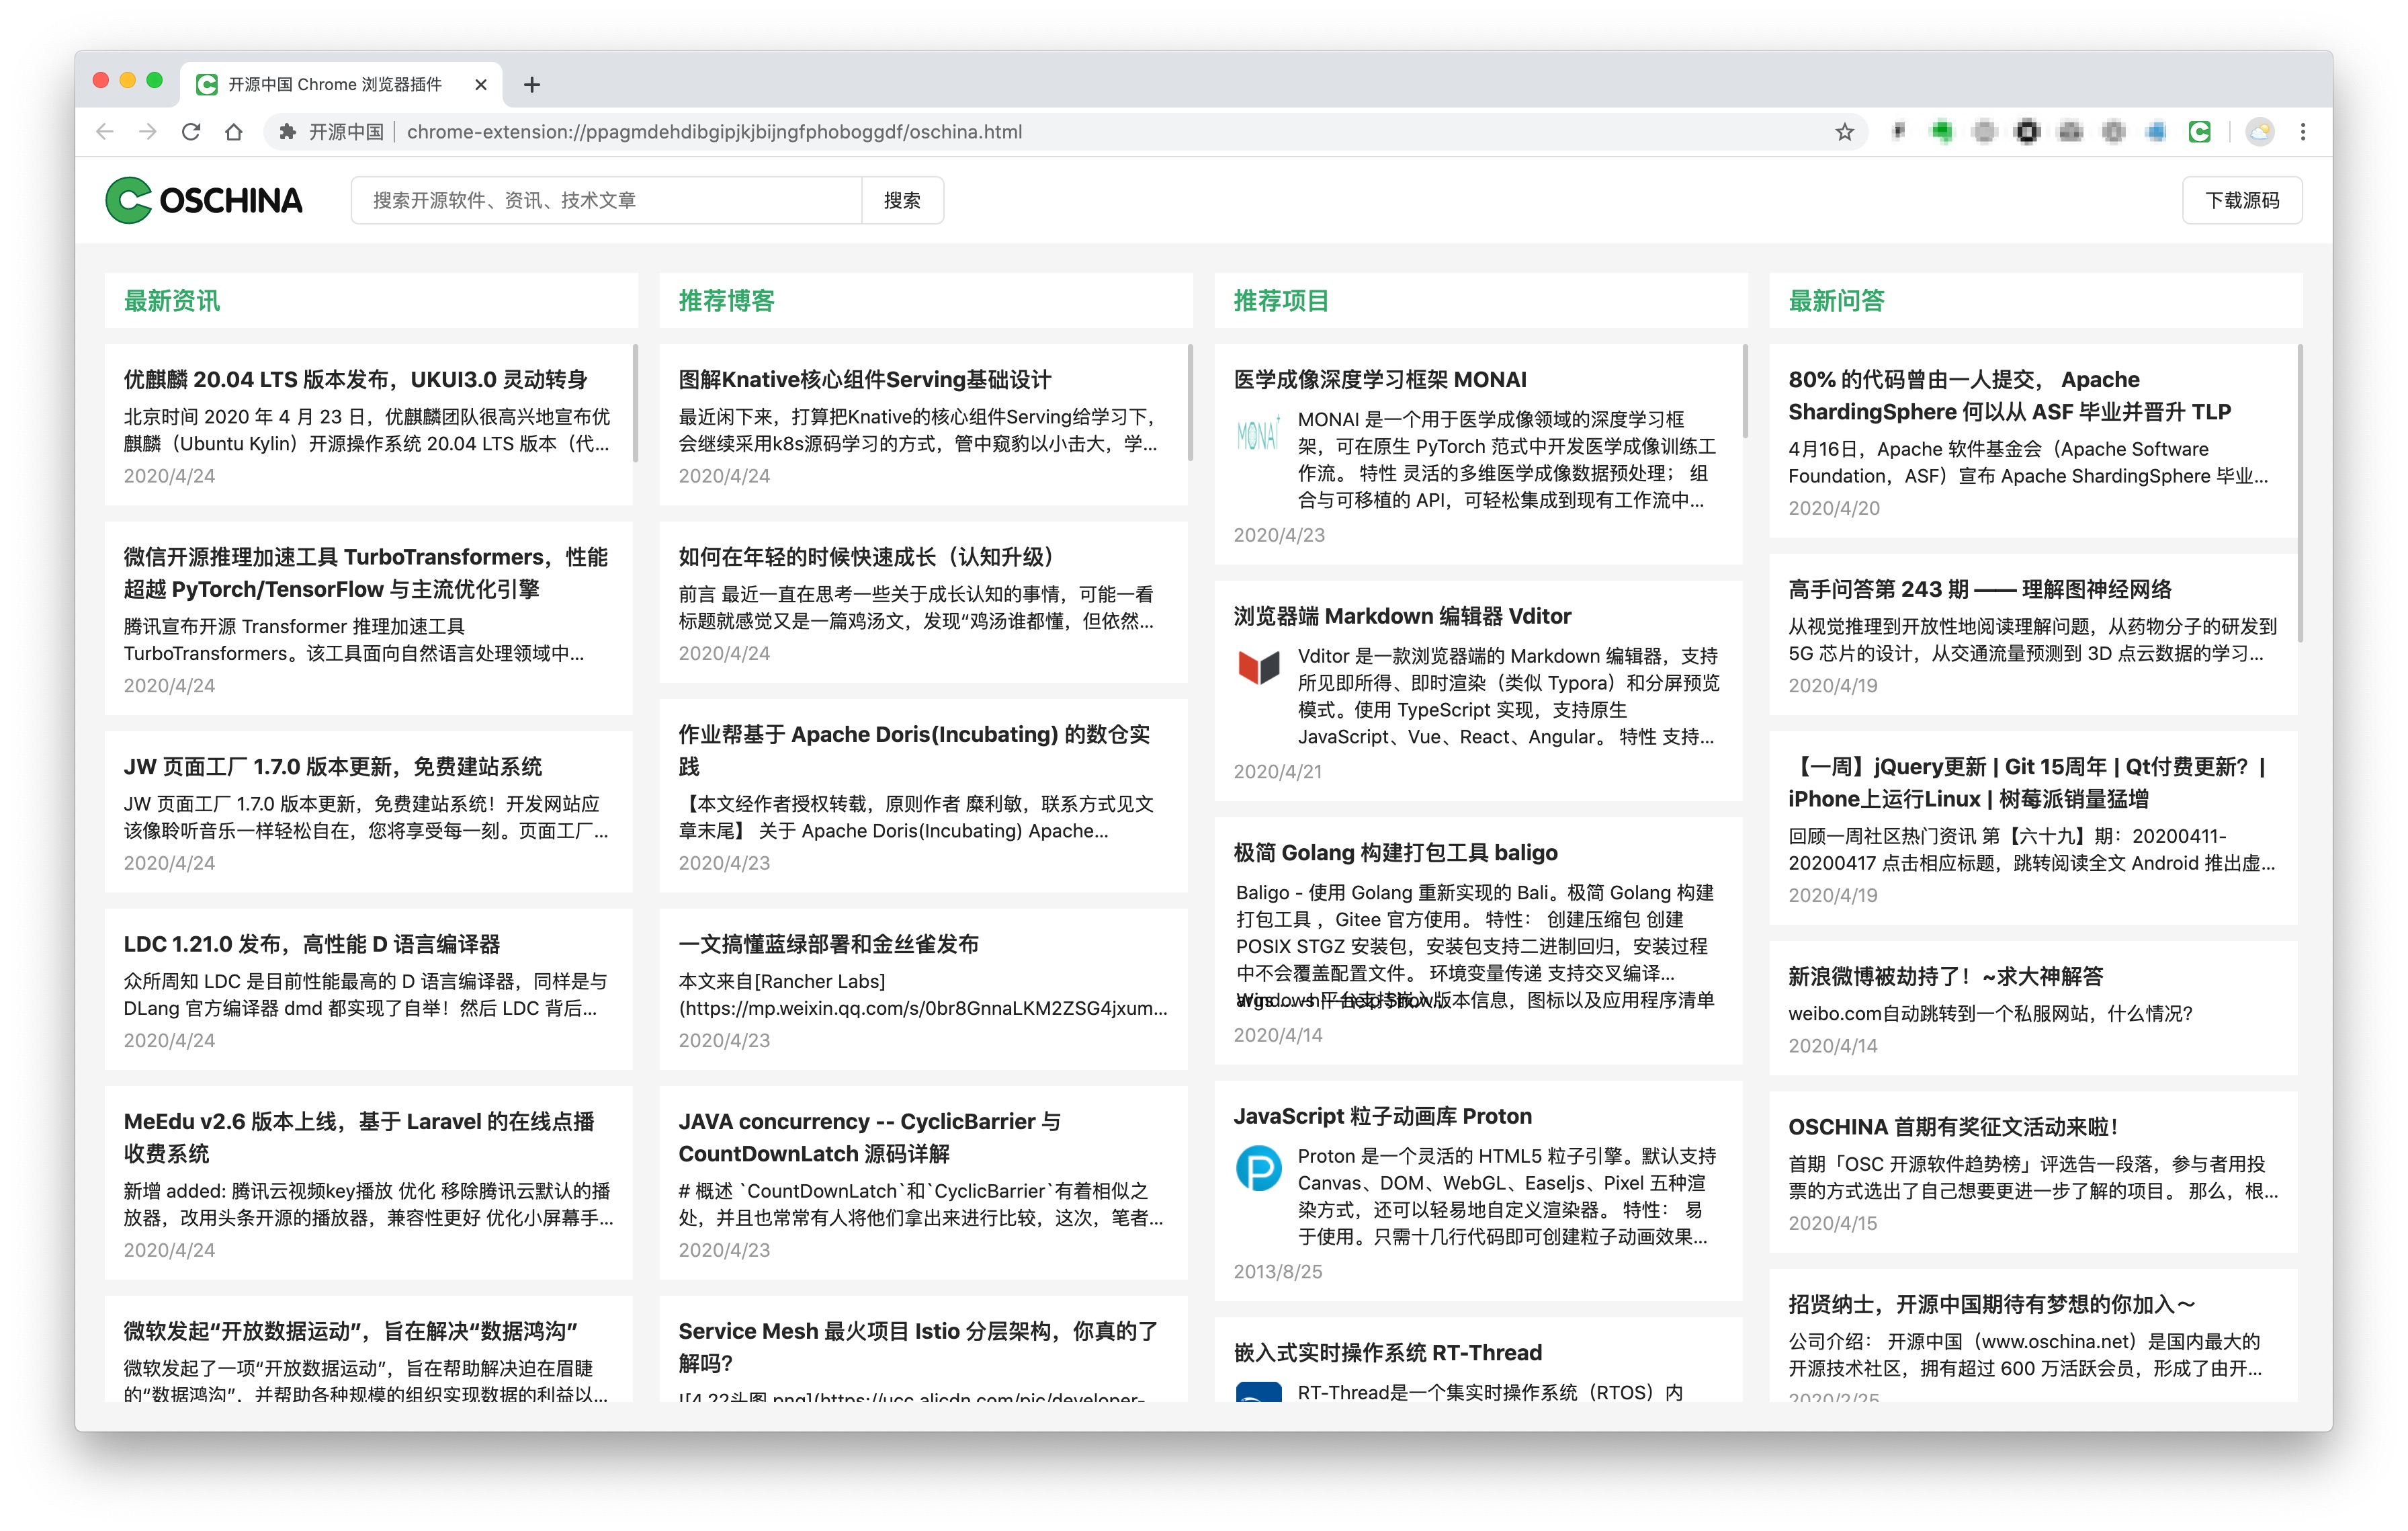 开源中国 Chrome 浏览器插件
开源中国
chrome-extension://ppagmdehdibgipjkjbijngfphoboggdf/oschina.html
OSCHINA
搜索开源软件、资讯、技术文章
搜索
下载源码
最新资讯
优麒麟 20.04 LTS 版本发布，UKUI3.0 灵动转身
北京时间 2020 年 4 月 23 日，优麒麟团队很高兴地宣布优
麒麟（Ubuntu Kylin）开源操作系统 20.04 LTS 版本（代...
2020/4/24
微信开源推理加速工具 TurboTransformers，性能
超越 PyTorch/TensorFlow 与主流优化引擎
腾讯宣布开源 Transformer 推理加速工具
TurboTransformers。该工具面向自然语言处理领域中...
2020/4/24
JW 页面工厂 1.7.0 版本更新，免费建站系统
JW 页面工厂 1.7.0 版本更新，免费建站系统！开发网站应
该像聆听音乐一样轻松自在，您将享受每一刻。页面工厂...
2020/4/24
LDC 1.21.0 发布，高性能 D 语言编译器
众所周知 LDC 是目前性能最高的 D 语言编译器，同样是与
DLang 官方编译器 dmd 都实现了自举！然后 LDC 背后...
2020/4/24
MeEdu v2.6 版本上线，基于 Laravel 的在线点播
收费系统
新增 added: 腾讯云视频key播放 优化 移除腾讯云默认的播
放器，改用头条开源的播放器，兼容性更好 优化小屏幕手...
2020/4/24
微软发起“开放数据运动”，旨在解决“数据鸿沟”
微软发起了一项“开放数据运动”，旨在帮助解决迫在眉睫
的“数据鸿沟”，并帮助各种规模的组织实现数据的利益以...
推荐博客
图解Knative核心组件Serving基础设计
最近闲下来，打算把Knative的核心组件Serving给学习下，
会继续采用k8s源码学习的方式，管中窥豹以小击大，学...
2020/4/24
如何在年轻的时候快速成长（认知升级）
前言 最近一直在思考一些关于成长认知的事情，可能一看
标题就感觉又是一篇鸡汤文，发现“鸡汤谁都懂，但依然...
2020/4/24
作业帮基于 Apache Doris(Incubating) 的数仓实
践
【本文经作者授权转载，原则作者 糜利敏，联系方式见文
章末尾】 关于 Apache Doris(Incubating) Apache...
2020/4/23
一文搞懂蓝绿部署和金丝雀发布
本文来自[Rancher Labs]
(https://mp.weixin.qq.com/s/0br8GnnaLKM2ZSG4jxum...
2020/4/23
JAVA concurrency -- CyclicBarrier 与
CountDownLatch 源码详解
# 概述 `CountDownLatch`和`CyclicBarrier`有着相似之
处，并且也常常有人将他们拿出来进行比较，这次，笔者...
2020/4/23
Service Mesh 最火项目 Istio 分层架构，你真的了
解吗？
![4.22头图.png](https://ucc.alicdn.com/pic/developer-
推荐项目
医学成像深度学习框架 MONAI
MONAI
MONAI 是一个用于医学成像领域的深度学习框
架，可在原生 PyTorch 范式中开发医学成像训练工
作流。 特性 灵活的多维医学成像数据预处理； 组
合与可移植的 API，可轻松集成到现有工作流中...
2020/4/23
浏览器端 Markdown 编辑器 Vditor
Vditor 是一款浏览器端的 Markdown 编辑器，支持
所见即所得、即时渲染（类似 Typora）和分屏预览
模式。使用 TypeScript 实现，支持原生
JavaScript、Vue、React、Angular。 特性 支持...
2020/4/21
极简 Golang 构建打包工具 baligo
Baligo - 使用 Golang 重新实现的 Bali。极简 Golang 构建
打包工具 ，Gitee 官方使用。 特性： 创建压缩包 创建
POSIX STGZ 安装包，安装包支持二进制回归，安装过程
中不会覆盖配置文件。 环境变量传递 支持交叉编译...
版本信息，图标以及应用程序清单
2020/4/14
JavaScript 粒子动画库 Proton
P
Proton 是一个灵活的 HTML5 粒子引擎。默认支持
Canvas、DOM、WebGL、Easeljs、Pixel 五种渲
染方式，还可以轻易地自定义渲染器。 特性： 易
于使用。只需十几行代码即可创建粒子动画效果...
2013/8/25
嵌入式实时操作系统 RT-Thread
RT-Thread是一个集实时操作系统（RTOS）内
最新问答
80% 的代码曾由一人提交， Apache
ShardingSphere 何以从 ASF 毕业并晋升 TLP
4月16日，Apache 软件基金会（Apache Software
Foundation，ASF）宣布 Apache ShardingSphere 毕业...
2020/4/20
高手问答第 243 期 —— 理解图神经网络
从视觉推理到开放性地阅读理解问题，从药物分子的研发到
5G 芯片的设计，从交通流量预测到 3D 点云数据的学习...
2020/4/19
【一周】jQuery更新 | Git 15周年 | Qt付费更新？|
iPhone上运行Linux | 树莓派销量猛增
回顾一周社区热门资讯 第【六十九】期：20200411-
20200417 点击相应标题，跳转阅读全文 Android 推出虚...
2020/4/19
新浪微博被劫持了！~求大神解答
weibo.com自动跳转到一个私服网站，什么情况？
2020/4/14
OSCHINA 首期有奖征文活动来啦！
首期「OSC 开源软件趋势榜」评选告一段落，参与者用投
票的方式选出了自己想要更进一步了解的项目。 那么，根...
2020/4/15
招贤纳士，开源中国期待有梦想的你加入～
公司介绍： 开源中国（www.oschina.net）是国内最大的
开源技术社区，拥有超过 600 万活跃会员，形成了由开...
2020/2/25